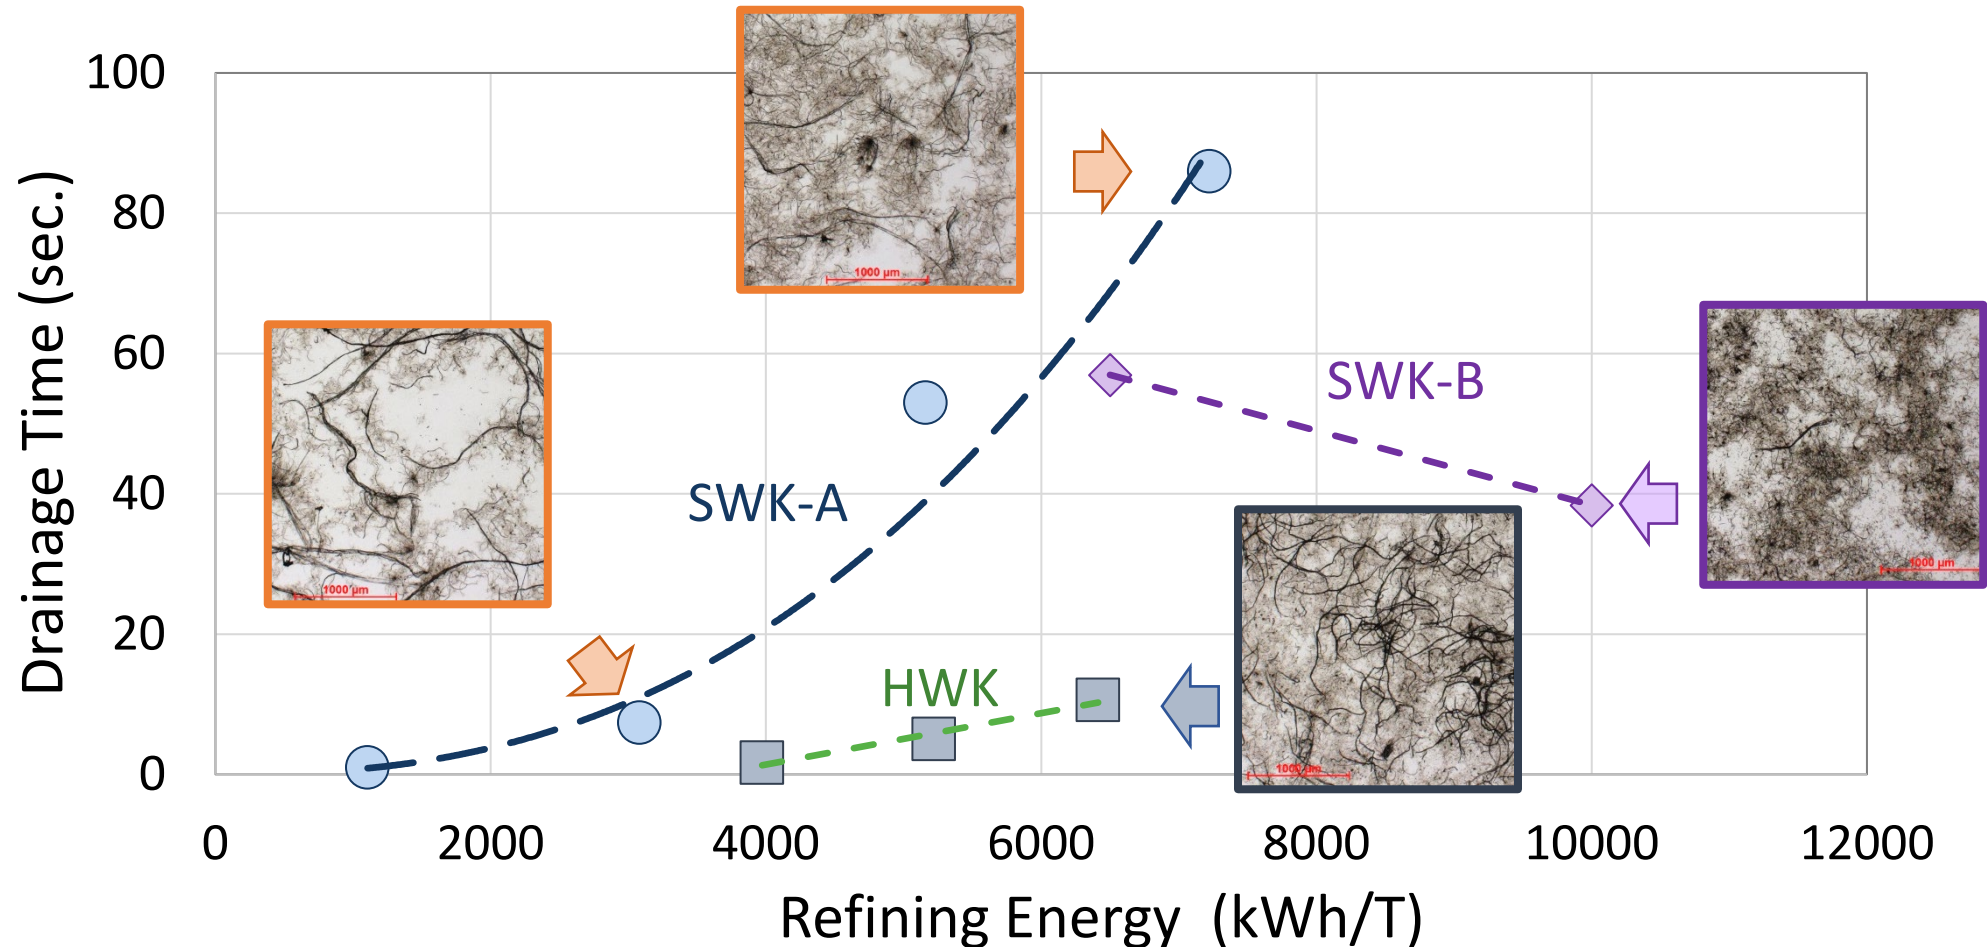 Drainage Time (sec.)
100
80
60
40
20
0
0
2000
4000
6000
8000
10000
12000
Refining Energy (kWh/T)
SWK-A
SWK-B
HWK
1000 µm
1000 µm
1000 µm
1000 µm